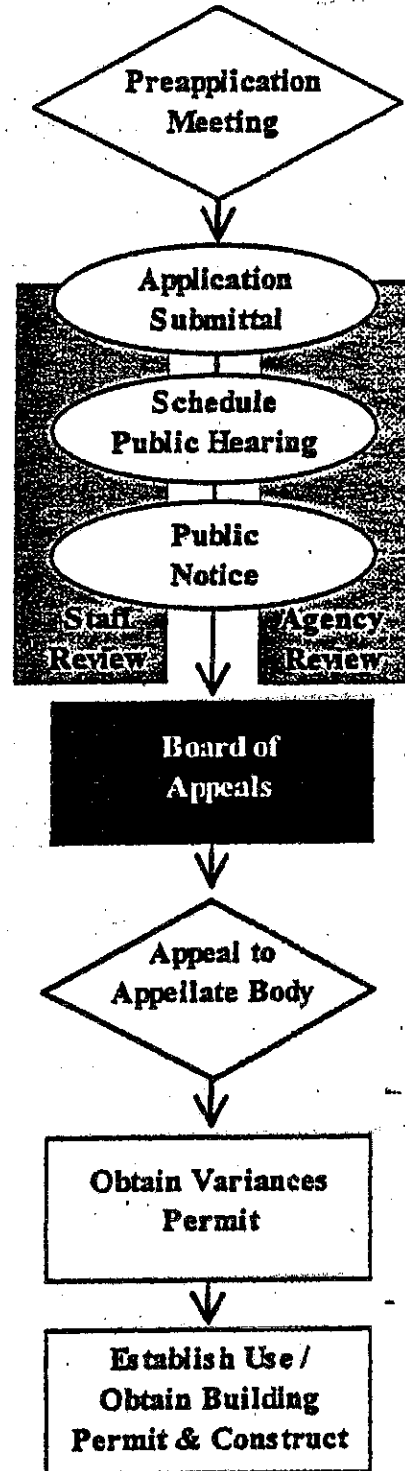 Preapplication
Meeting
Application
Submittal
Schedule
Public Hearing
Public
Notice
Staff
Review
Agency
Review
Board of
Appeals
Appeal to
Appellate Body
Obtain Variances
Permit
Establish Use /
Obtain Building
Permit & Construct